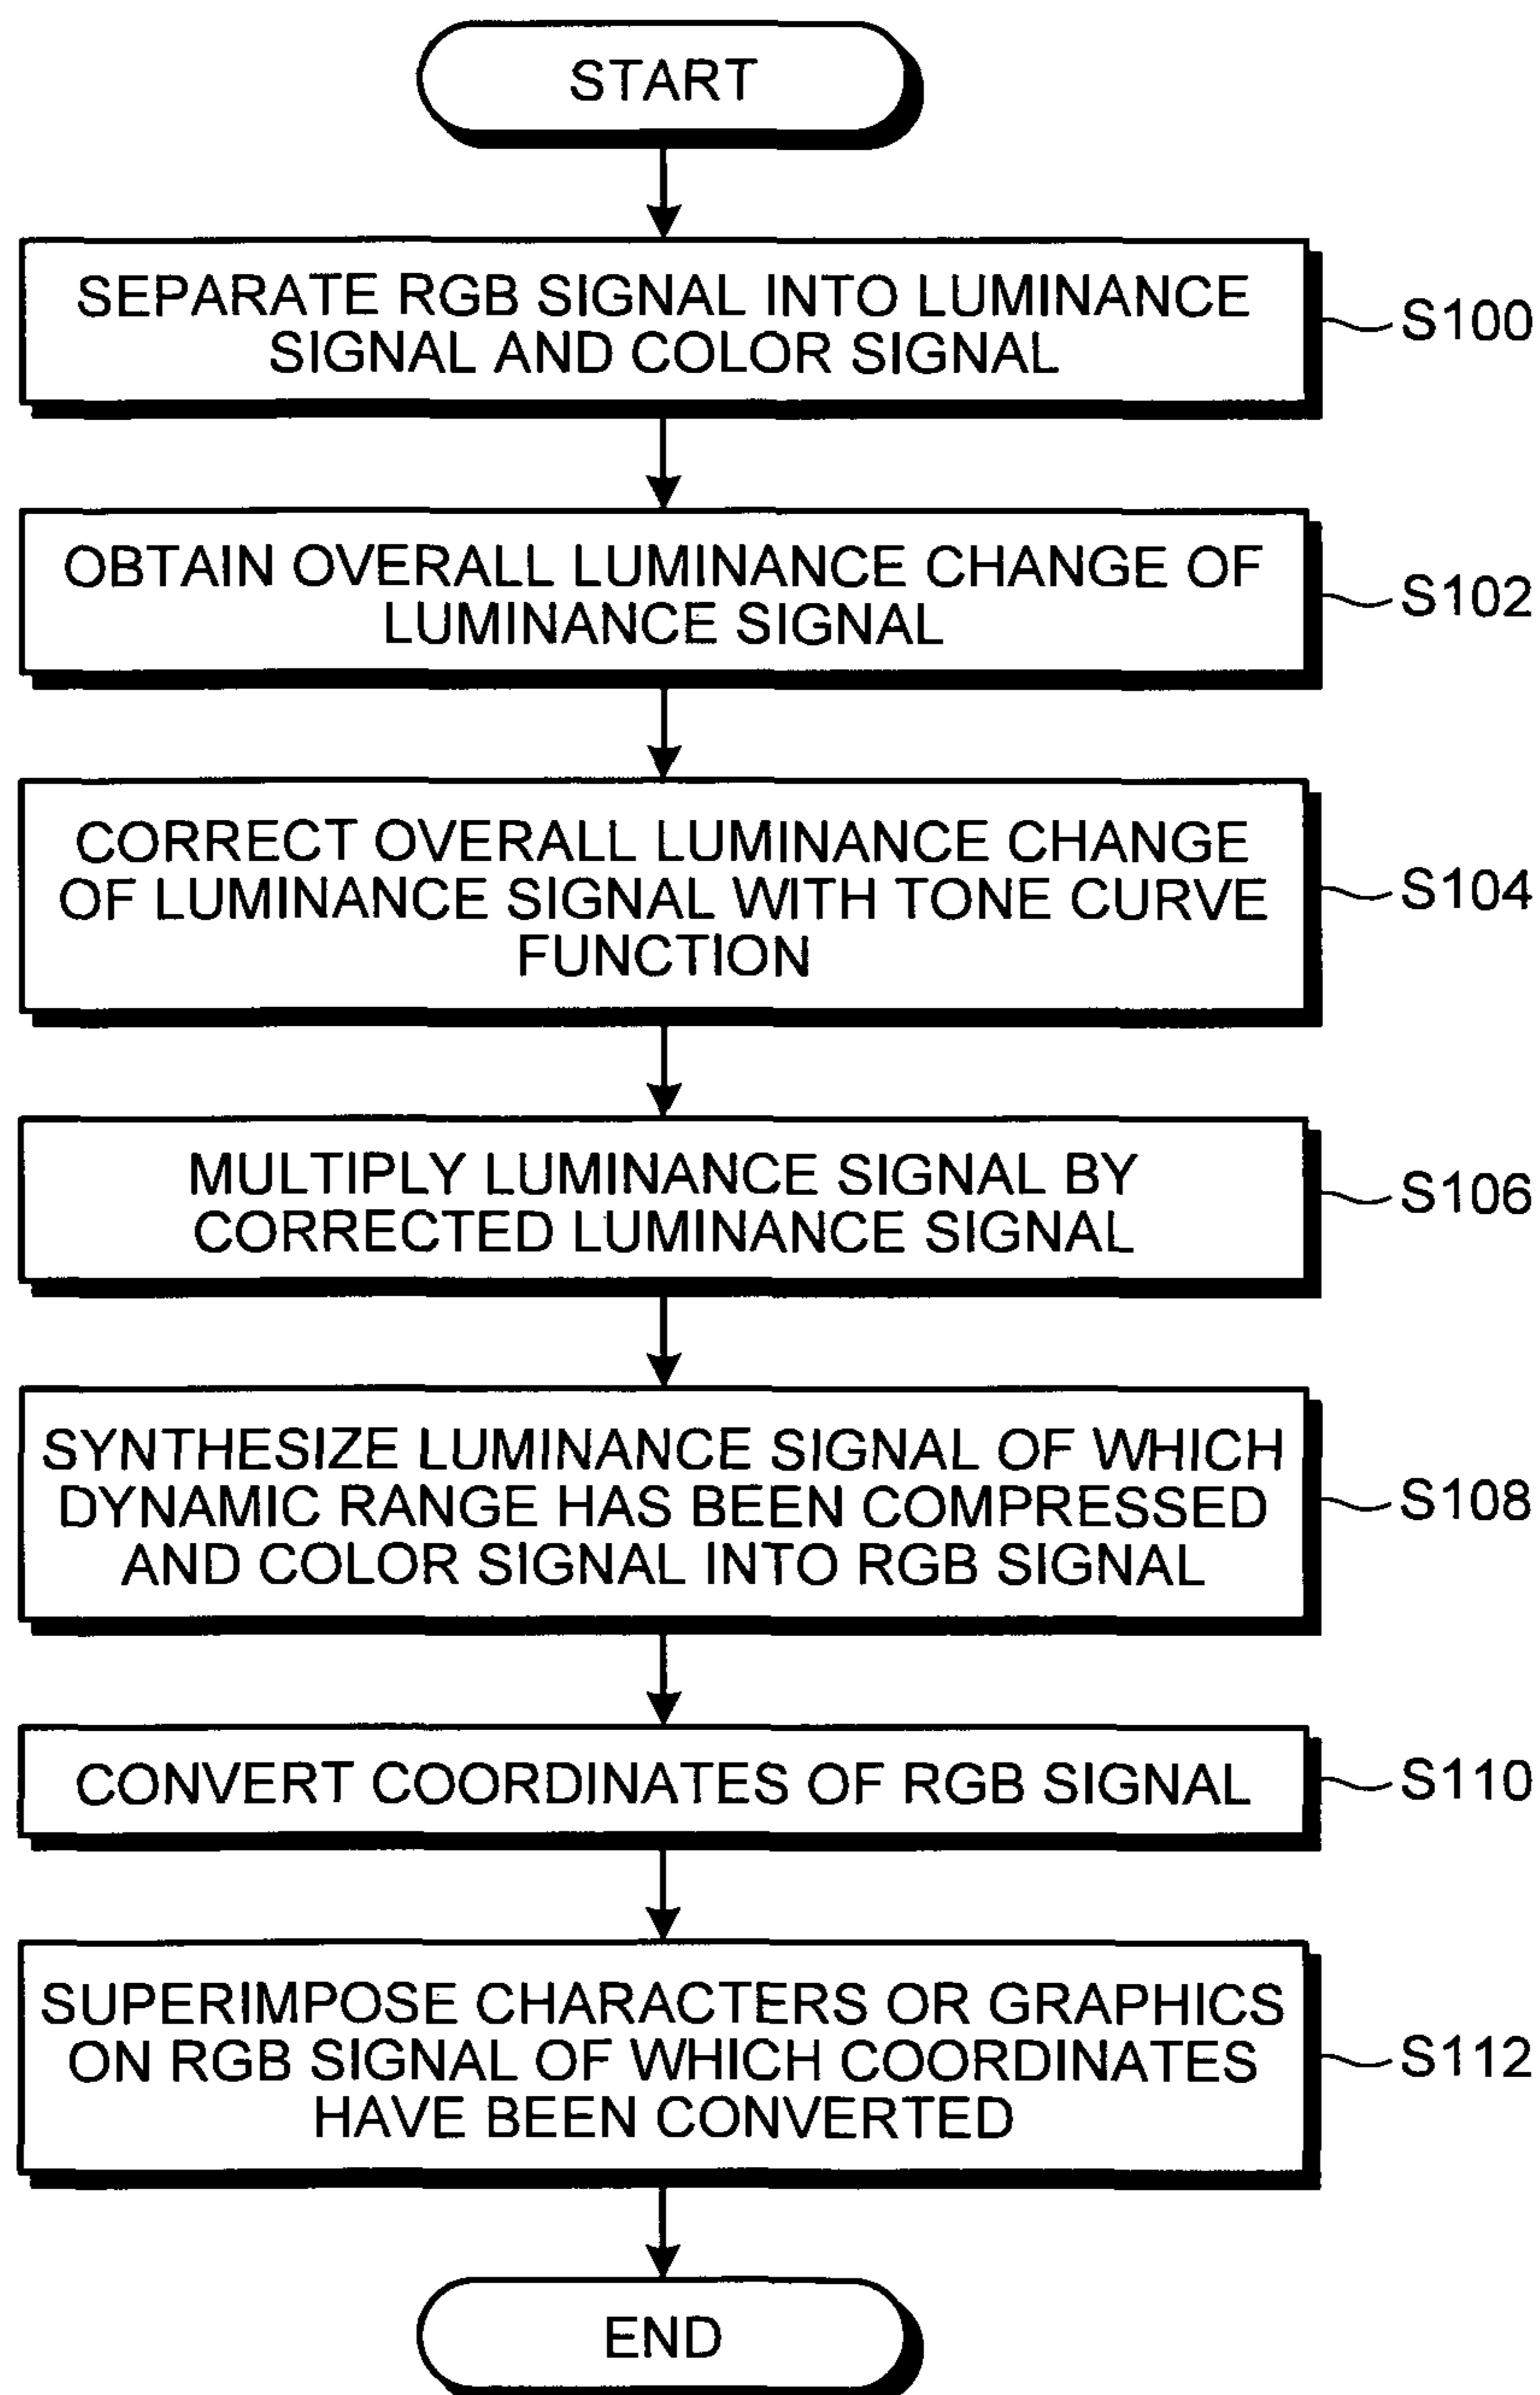 START
SEPARATE RGB SIGNAL INTO LUMINANCE
SIGNAL AND COLOR SIGNAL
S100
OBTAIN OVERALL LUMINANCE CHANGE OF
LUMINANCE SIGNAL
S102
CORRECT OVERALL LUMINANCE CHANGE
OF LUMINANCE SIGNAL WITH TONE CURVE
FUNCTION
S104
MULTIPLY LUMINANCE SIGNAL BY
CORRECTED LUMINANCE SIGNAL
S106
SYNTHESIZE LUMINANCE SIGNAL OF WHICH
DYNAMIC RANGE HAS BEEN COMPRESSED
AND COLOR SIGNAL INTO RGB SIGNAL
S108
CONVERT COORDINATES OF RGB SIGNAL
S110
SUPERIMPOSE CHARACTERS OR GRAPHICS
ON RGB SIGNAL OF WHICH COORDINATES
HAVE BEEN CONVERTED
S112
END